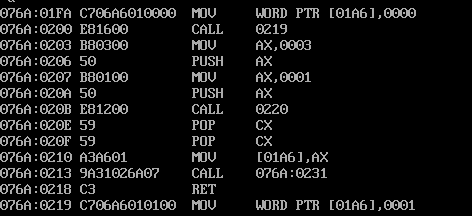 076A:01FA C706A6010000 MOV WORD PTR [01A6],0000
076A:0200 E81600 CALL 0219
076A:0203 B80300 MOV AX,0003
076A:0206 50 PUSH AX
076A:0207 B80100 MOV AX,0001
076A:020A 50 PUSH AX
076A:020B E81200 CALL 0220
076A:020E 59 POP CX
076A:020F 59 POP CX
076A:0210 A3A601 MOV [01A6],AX
076A:0213 9A31026A07 CALL 076A:0231
076A:0218 C3 RET
076A:0219 C706A6010100 MOV WORD PTR [01A6],0001